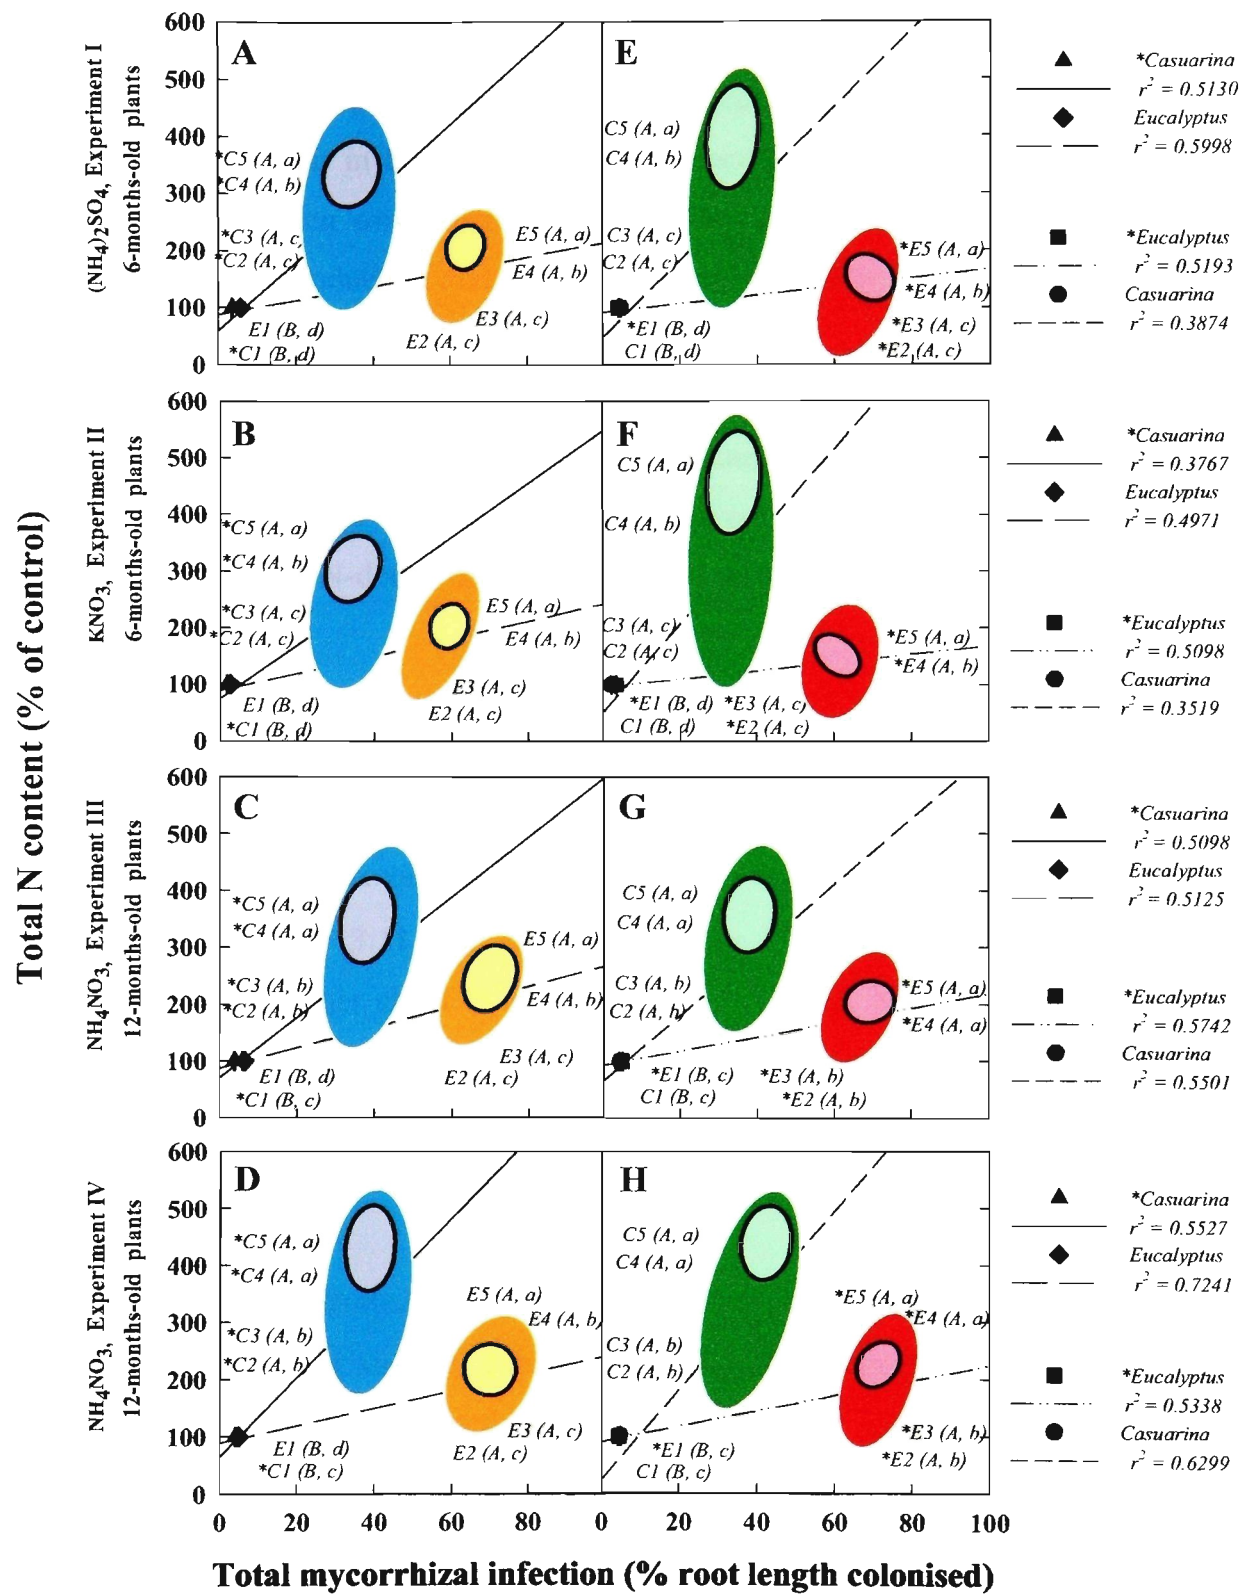 Total N content (% of control)
(NH4)2SO4, Experiment I
6-months-old plants
600
500
400
300
200
100
0
A
*C5 (A, a)
*C4 (A, b)
*C3 (A, c)
*C2 (A, c)
E1 (B, d)
*C1 (B, d)
E5 (A, a)
E4 (A, b)
E3 (A, c)
E2 (A, c)
E
C5 (A, a)
C4 (A, b)
C3 (A, c)
C2 (A, c)
*E1 (B, d)
C1 (B, d)
*E5 (A, a)
*E4 (A, b)
*E3 (A, c)
*E2 (A, c)
*Casuarina
r² = 0.5130
Eucalyptus
r² = 0.5998
*Eucalyptus
r² = 0.5193
Casuarina
r² = 0.3874
KNO3, Experiment II
6-months-old plants
600
500
400
300
200
100
0
B
*C5 (A, a)
*C4 (A, b)
*C3 (A, c)
*C2 (A, c)
E1 (B, d)
*C1 (B, d)
E5 (A, a)
E4 (A, b)
E3 (A, c)
E2 (A, c)
F
C5 (A, a)
C4 (A, b)
C3 (A, c)
C2 (A, c)
*E1 (B, d)
C1 (B, d)
*E3 (A, c)
*E2 (A, c)
*E5 (A, a)
*E4 (A, b)
*Casuarina
r² = 0.3767
Eucalyptus
r² = 0.4971
*Eucalyptus
r² = 0.5098
Casuarina
r² = 0.3519
NH4NO3, Experiment III
12-months-old plants
600
500
400
300
200
100
0
C
*C5 (A, a)
*C4 (A, a)
*C3 (A, b)
*C2 (A, b)
E1 (B, d)
*C1 (B, c)
E5 (A, a)
E4 (A, b)
E3 (A, c)
E2 (A, c)
G
C5 (A, a)
C4 (A, a)
C3 (A, b)
C2 (A, b)
*E1 (B, c)
C1 (B, c)
*E3 (A, b)
*E2 (A, b)
*E5 (A, a)
*E4 (A, a)
*Casuarina
r² = 0.5098
Eucalyptus
r² = 0.5125
*Eucalyptus
r² = 0.5742
Casuarina
r² = 0.5501
NH4NO3, Experiment IV
12-months-old plants
600
500
400
300
200
100
0
D
*C5 (A, a)
*C4 (A, a)
*C3 (A, b)
*C2 (A, b)
E1 (B, d)
*C1 (B, c)
E5 (A, a)
E4 (A, b)
E3 (A, c)
E2 (A, c)
H
C5 (A, a)
C4 (A, a)
C3 (A, b)
C2 (A, b)
*E1 (B, c)
C1 (B, c)
*E5 (A, a)
*E4 (A, a)
*E3 (A, b)
*E2 (A, b)
*Casuarina
r² = 0.5527
Eucalyptus
r² = 0.7241
*Eucalyptus
r² = 0.5338
Casuarina
r² = 0.6299
0 20 40 60 80 0 20 40 60 80 100
Total mycorrhizal infection (% root length colonised)